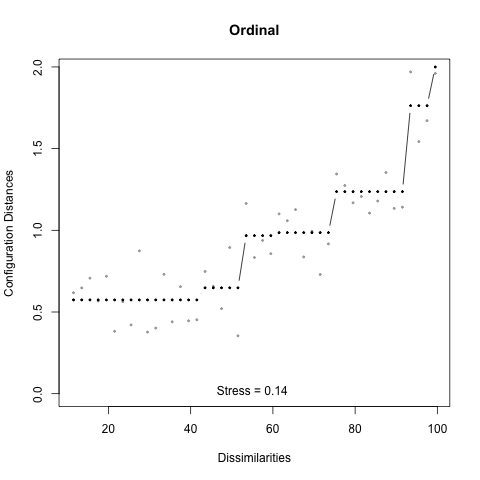 Ordinal
Configuration Distances
2.0
1.5
1.0
0.5
0.0
Stress = 0.14
20 40 60 80 100
Dissimilarities